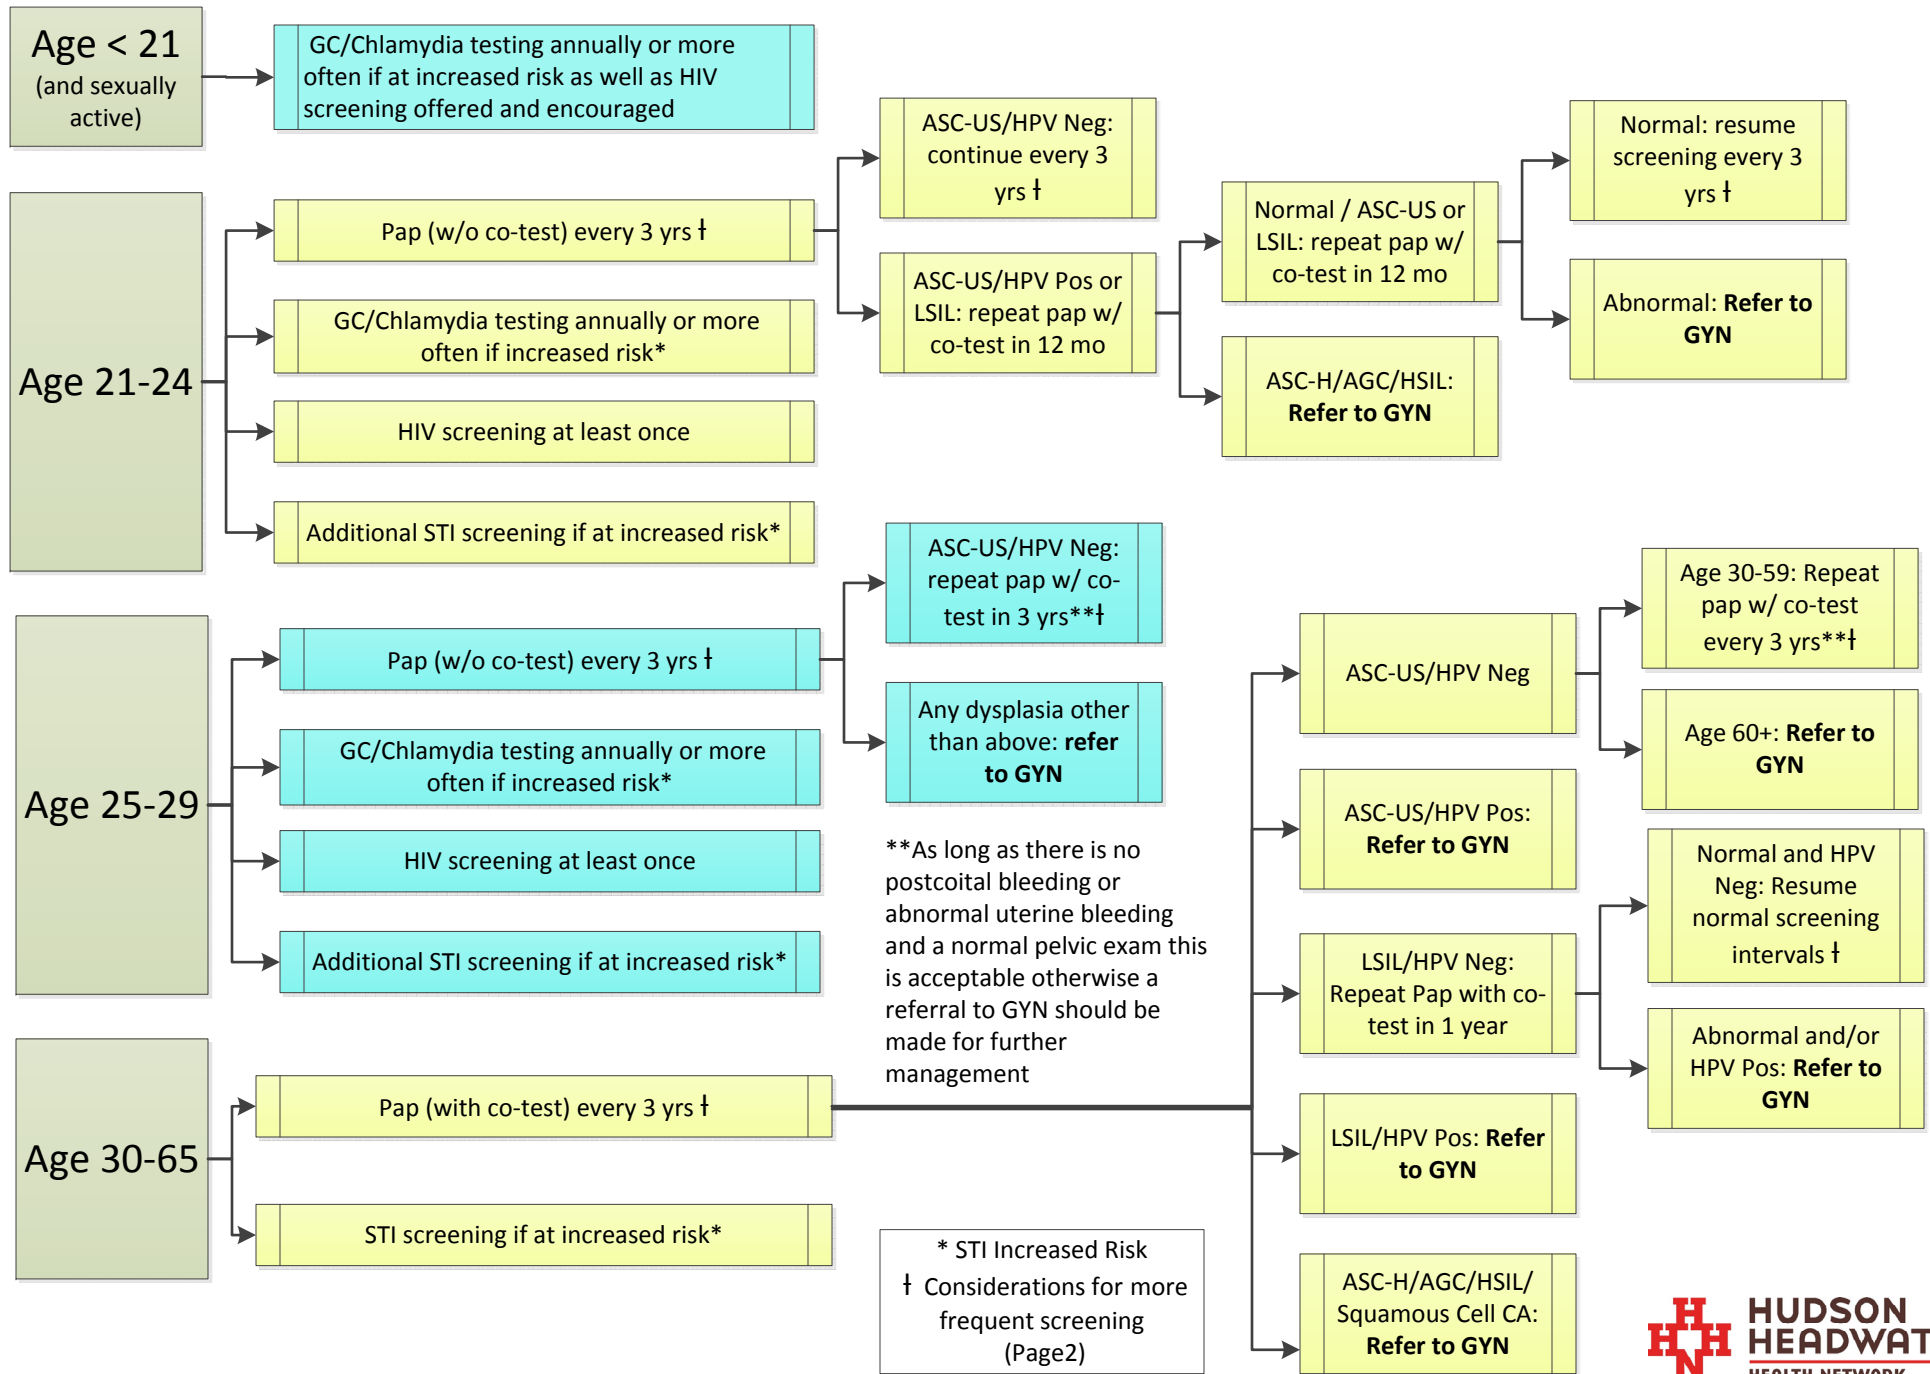 Age < 21
(and sexually
active)
GC/Chlamydia testing annually or more
often if at increased risk as well as HIV
screening offered and encouraged
Age 21-24
Pap (w/o co-test) every 3 yrs ƚ
GC/Chlamydia testing annually or more
often if increased risk*
HIV screening at least once
Additional STI screening if at increased risk*
ASC-US/HPV Neg:
continue every 3
yrs ƚ
ASC-US/HPV Pos or
LSIL: repeat pap w/
co-test in 12 mo
Normal / ASC-US or
LSIL: repeat pap w/
co-test in 12 mo
ASC-H/AGC/HSIL:
Refer to GYN
Normal: resume
screening every 3
yrs ƚ
Abnormal: Refer to
GYN
Age 25-29
Pap (w/o co-test) every 3 yrs ƚ
GC/Chlamydia testing annually or more
often if increased risk*
HIV screening at least once
Additional STI screening if at increased risk*
ASC-US/HPV Neg:
repeat pap w/ co-
test in 3 yrs**ƚ
Any dysplasia other
than above: refer
to GYN
**As long as there is no
postcoital bleeding or
abnormal uterine bleeding
and a normal pelvic exam this
is acceptable otherwise a
referral to GYN should be
made for further
management
Age 30-65
Pap (with co-test) every 3 yrs ƚ
STI screening if at increased risk*
ASC-US/HPV Neg
Age 30-59: Repeat
pap w/ co-test
every 3 yrs**ƚ
Age 60+: Refer to
GYN
ASC-US/HPV Pos:
Refer to GYN
LSIL/HPV Neg:
Repeat Pap with co-
test in 1 year
Normal and HPV
Neg: Resume
normal screening
intervals ƚ
Abnormal and/or
HPV Pos: Refer to
GYN
LSIL/HPV Pos: Refer
to GYN
ASC-H/AGC/HSIL/
Squamous Cell CA:
Refer to GYN
* STI Increased Risk
ƚ Considerations for more
frequent screening
(Page2)
H
HHH
N
HUDSON
HEADWAT
HEALTH NETWORK